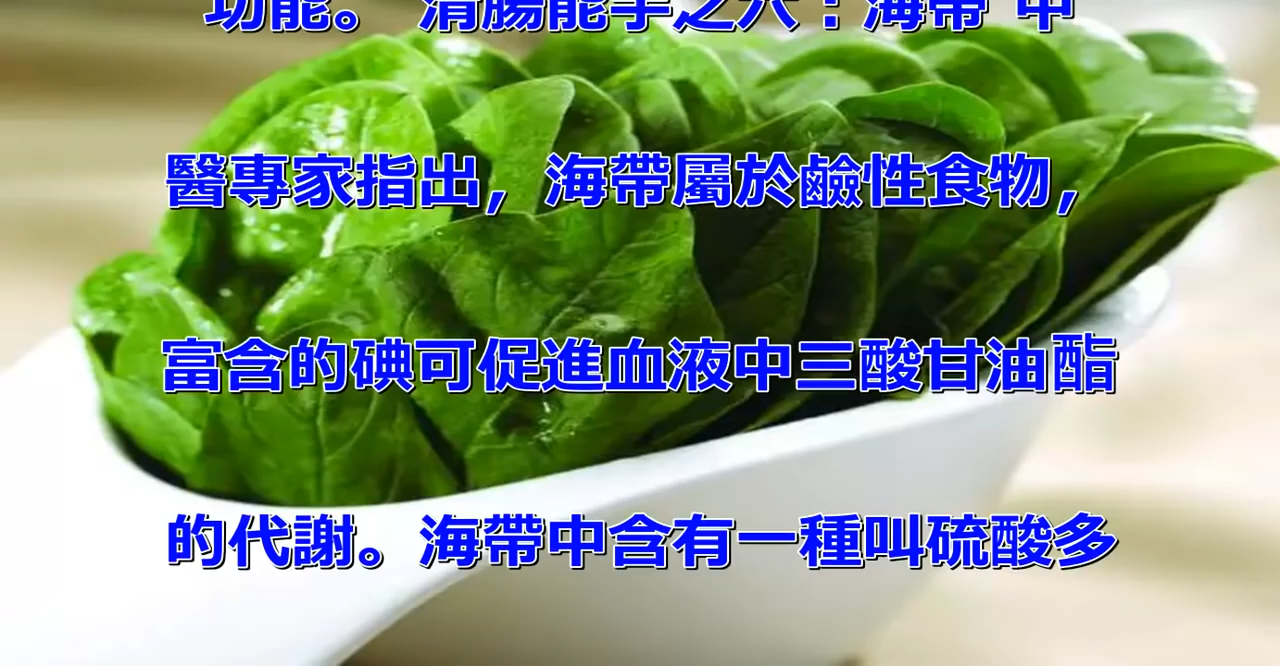 功能。 清腸能手之六：海帶 中
醫專家指出，海帶屬於鹼性食物，
富含的碘可促進血液中三酸甘油酯
的代謝。海帶中含有一種叫硫酸多